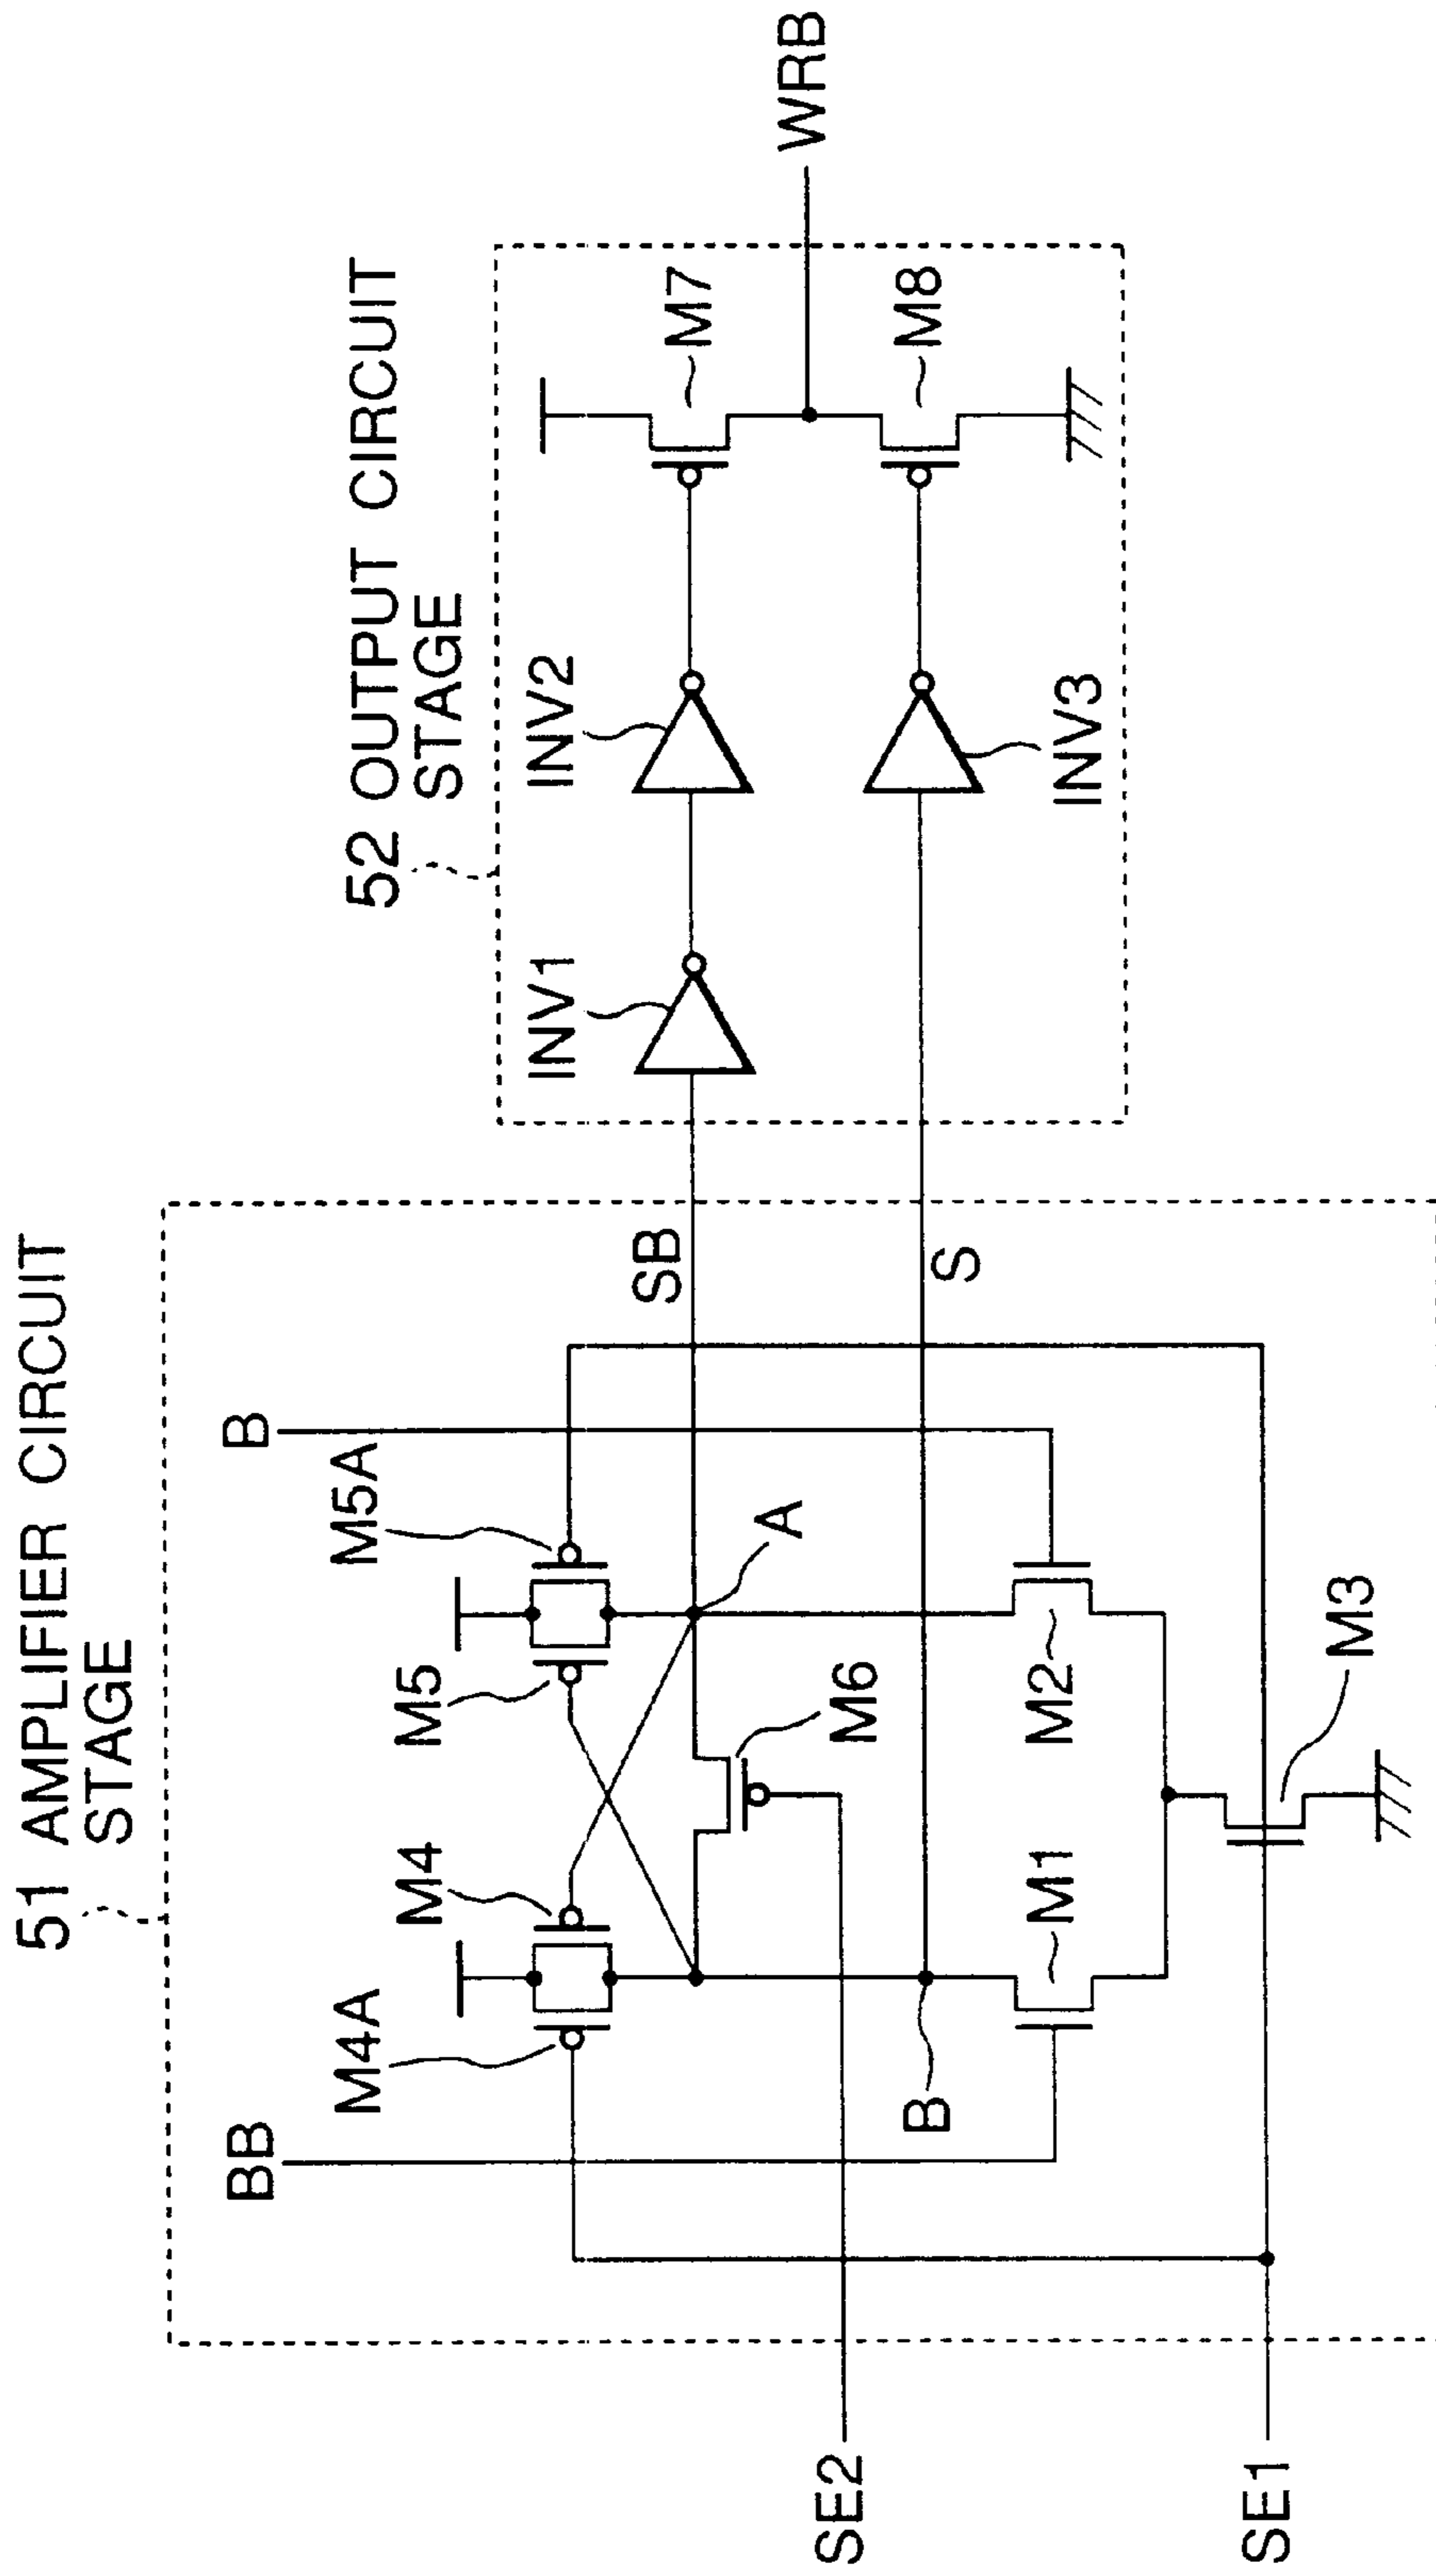 51 AMPLIFIER CIRCUIT
STAGE
BB
B
M4A
M4
M5
M5A
A
SB
S
M6
B
M1
M2
M3
SE2
SE1
52 OUTPUT CIRCUIT
STAGE
INV1
INV2
INV3
M7
M8
WRB